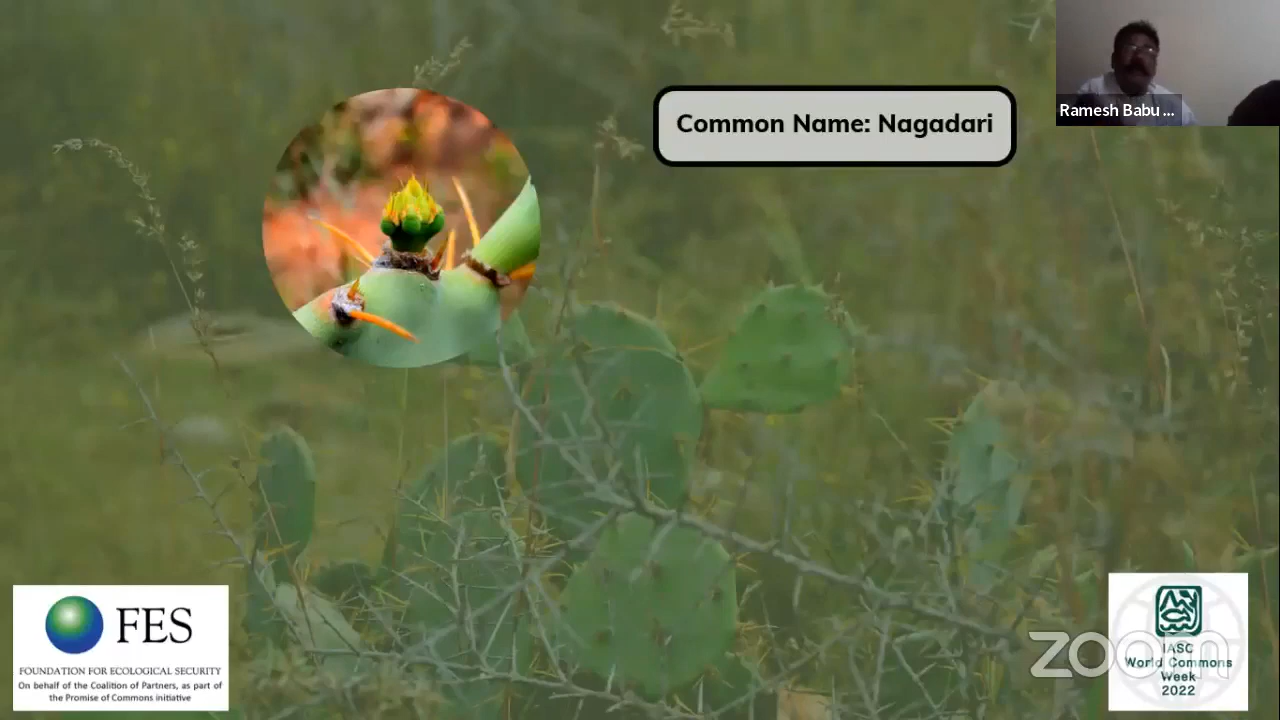 Common Name: Nagadari
Ramesh Babu ...
FES
FOUNDATION FOR ECOLOGICAL SECURITY
On behalf of the Coalition of Partners, as part of
the Promise of Commons initiative
zoom
IASC
World Commons
Week
2022